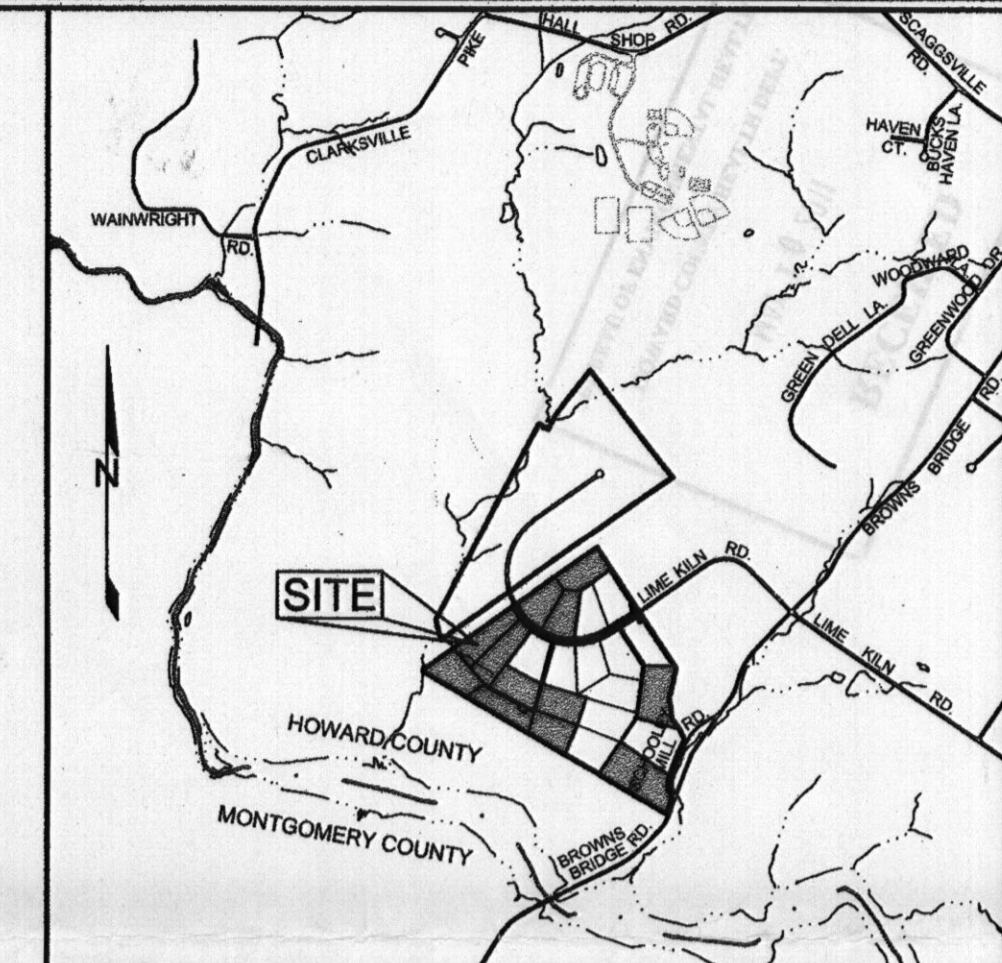 HALL
SHOP
RD.
SCAGGSVILLE
RD.
PIKE
CLARKSVILLE
HAVEN
CT.
BUCKS
HAVEN LA.
WAINWRIGHT
RD.
WOODWARD
LA.
GREENWOOD DR.
GREEN
DELL
LA.
N
RD.
BRIDGE
BROWNS
LIME KILN
RD.
SITE
LIME
KILN
RD.
RD.
MILL
HOWARD COUNTY
MONTGOMERY COUNTY
BROWNS
BRIDGE RD.